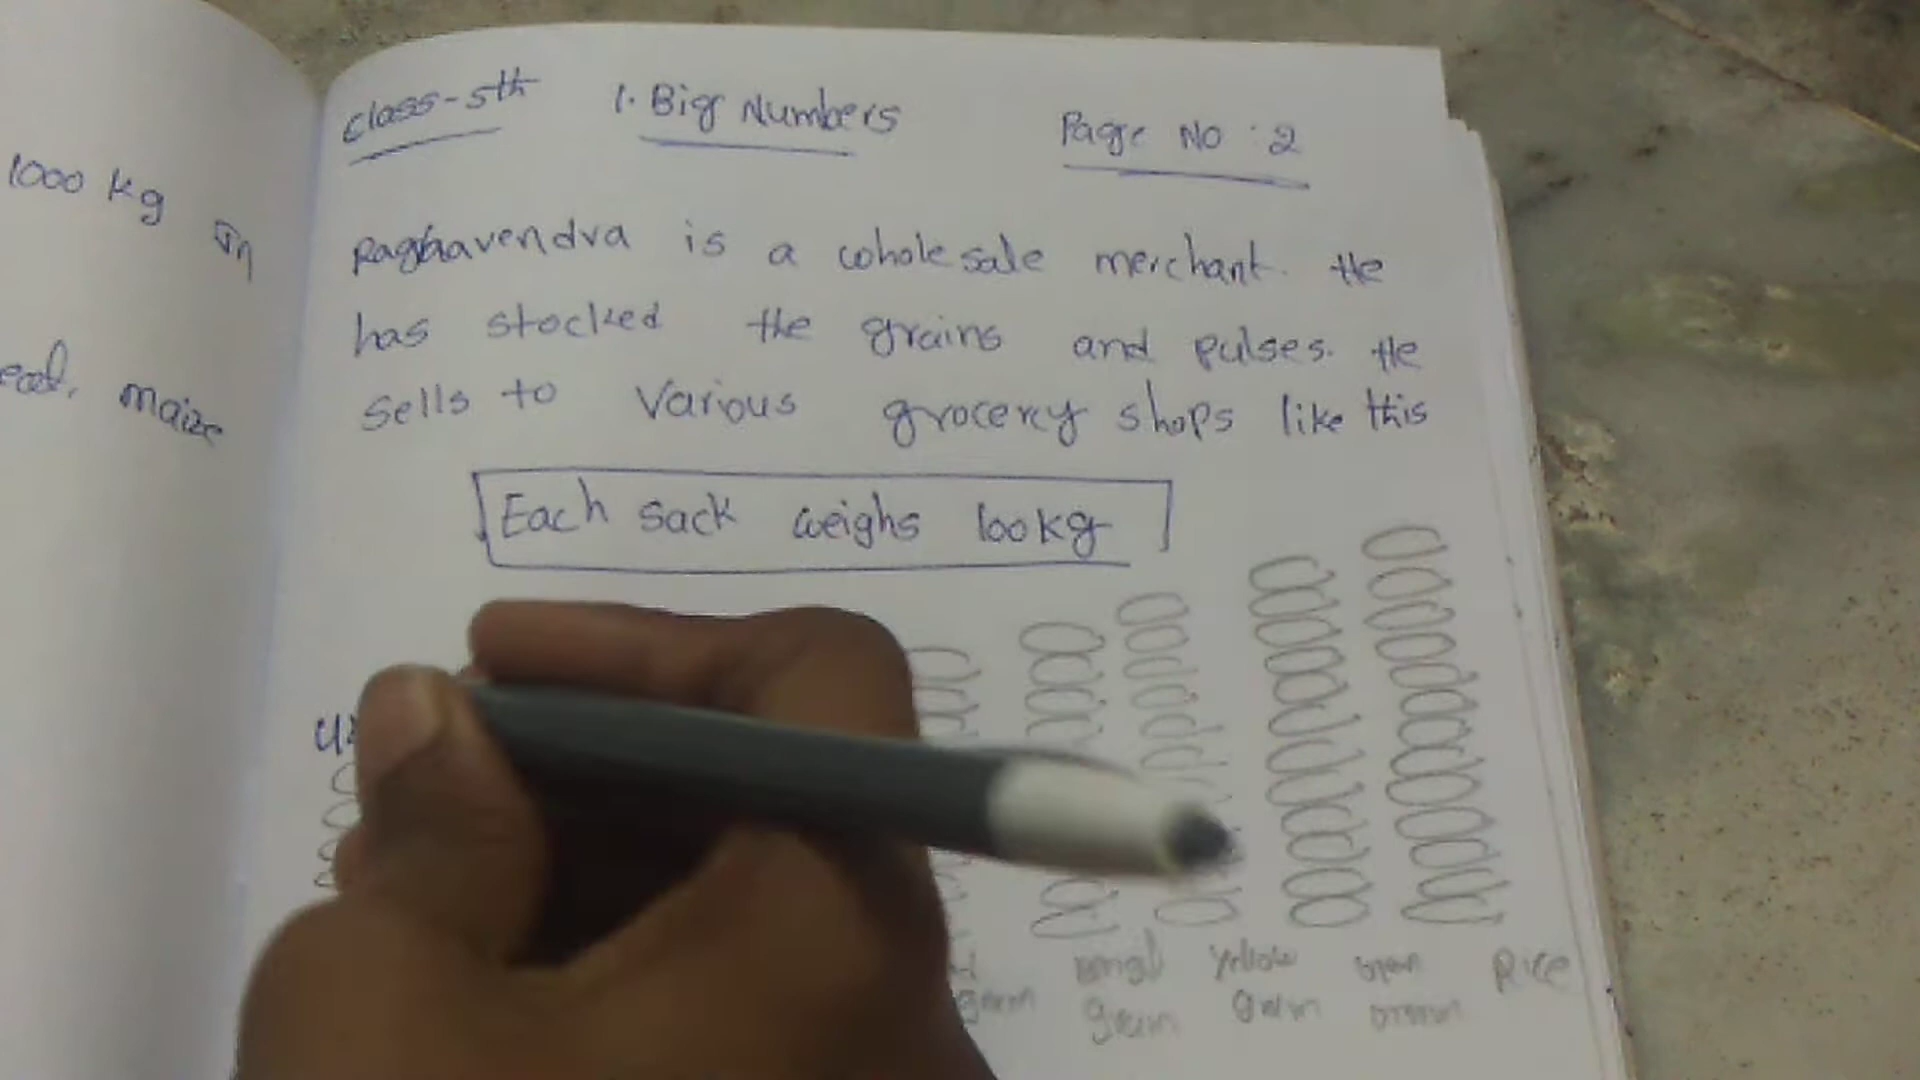 1000 kg in
maize
Class-5th 1. Big Numbers Page No : 2
Raghavendra is a wholesale merchant. He
has stocked the grains and pulses. He
sells to various grocery shops like this
Each sack weighs 100kg
yellow Rice
gram gram gram